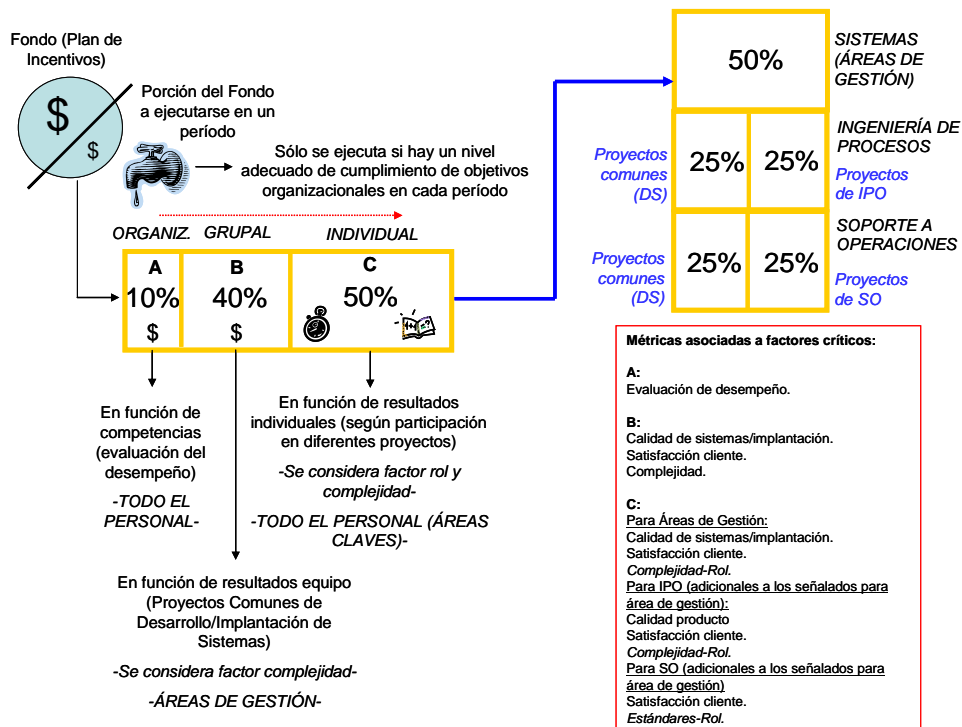 Fondo (Plan de
Incentivos)
$
$
Porción del Fondo
a ejecutarse en un
período
Sólo se ejecuta si hay un nivel
adecuado de cumplimiento de objetivos
organizacionales en cada período
ORGANIZ.
GRUPAL
INDIVIDUAL
A
10%
$
B
40%
$
C
50%
En función de
competencias
(evaluación del
desempeño)
-TODO EL
PERSONAL-
En función de resultados equipo
(Proyectos Comunes de
Desarrollo/Implantación de
Sistemas)
-Se considera factor complejidad-
-ÁREAS DE GESTIÓN-
En función de resultados
individuales (según participación
en diferentes proyectos)
-Se considera factor rol y
complejidad-
-TODO EL PERSONAL (ÁREAS
CLAVES)-
50%
SISTEMAS
(ÁREAS DE
GESTIÓN)
Proyectos
comunes
(DS)
25%
25%
INGENIERÍA DE
PROCESOS
Proyectos
de IPO
Proyectos
comunes
(DS)
25%
25%
SOPORTE A
OPERACIONES
Proyectos
de SO
Métricas asociadas a factores críticos:
A:
Evaluación de desempeño.
B:
Calidad de sistemas/implantación.
Satisfacción cliente.
Complejidad.
C:
Para Áreas de Gestión:
Calidad de sistemas/implantación.
Satisfacción cliente.
Complejidad-Rol.
Para IPO (adicionales a los señalados para
área de gestión):
Calidad producto
Satisfacción cliente.
Complejidad-Rol.
Para SO (adicionales a los señalados para
área de gestión)
Satisfacción cliente.
Estándares-Rol.